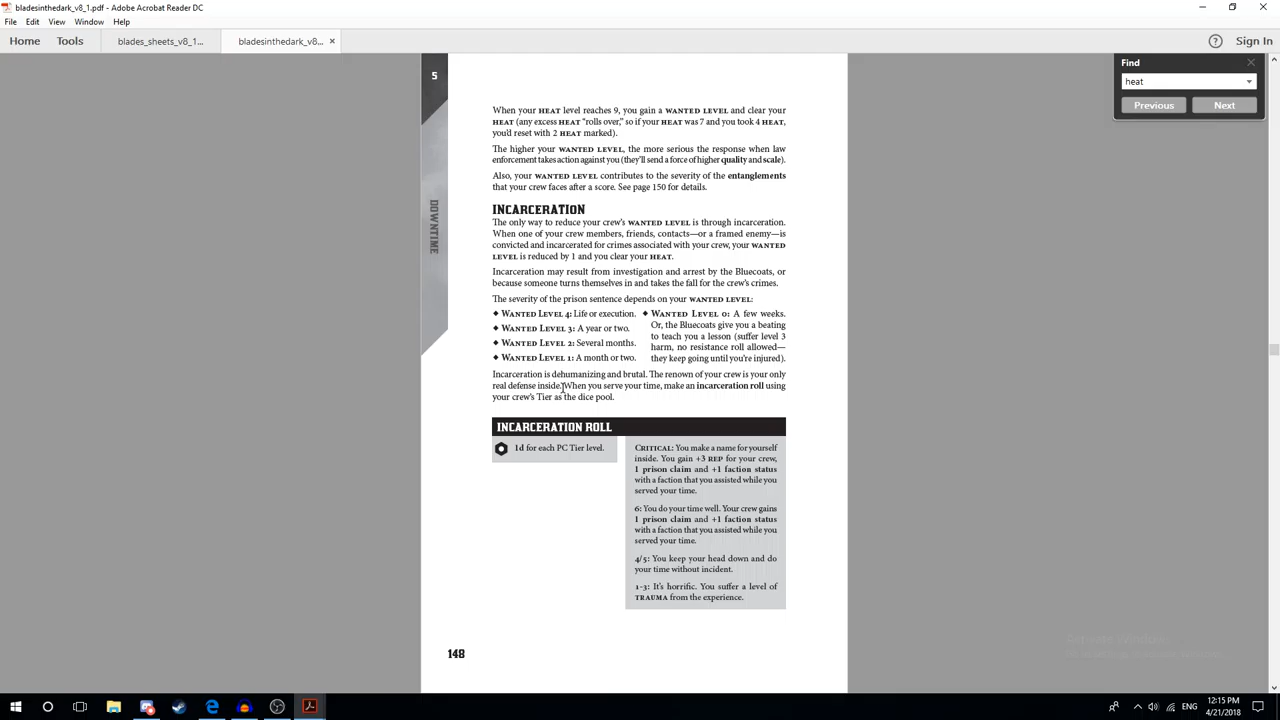 bladesinthedark_v8_1.pdf - Adobe Acrobat Reader DC
File Edit View Window Help
Home Tools blades_sheets_v8_1... bladesinthedark_v8... × Sign In
Find
heat
Previous Next
5
DOWNTIME
When your HEAT level reaches 9, you gain a WANTED LEVEL and clear your
HEAT (any excess HEAT “rolls over,” so if your HEAT was 7 and you took 4 HEAT,
you'd reset with 2 HEAT marked).
The higher your WANTED LEVEL, the more serious the response when law
enforcement takes action against you (they'll send a force of higher quality and scale).
Also, your WANTED LEVEL contributes to the severity of the entanglements
that your crew faces after a score. See page 150 for details.
INCARCERATION
The only way to reduce your crew's WANTED LEVEL is through incarceration.
When one of your crew members, friends, contacts—or a framed enemy—is
convicted and incarcerated for crimes associated with your crew, your WANTED
LEVEL is reduced by 1 and you clear your HEAT.
Incarceration may result from investigation and arrest by the Bluecoats, or
because someone turns themselves in and takes the fall for the crew's crimes.
The severity of the prison sentence depends on your WANTED LEVEL:
◆ WANTED LEVEL 4: Life or execution.
◆ WANTED LEVEL 3: A year or two.
◆ WANTED LEVEL 2: Several months.
◆ WANTED LEVEL 1: A month or two.
◆ WANTED LEVEL 0: A few weeks.
Or, the Bluecoats give you a beating
to teach you a lesson (suffer level 3
harm, no resistance roll allowed—
they keep going until you're injured).
Incarceration is dehumanizing and brutal. The renown of your crew is your only
real defense inside. When you serve your time, make an incarceration roll using
your crew's Tier as the dice pool.
INCARCERATION ROLL
1d for each PC Tier level.
CRITICAL: You make a name for yourself
inside. You gain +3 REP for your crew,
1 prison claim and +1 faction status
with a faction that you assisted while you
served your time.
6: You do your time well. Your crew gains
1 prison claim and +1 faction status
with a faction that you assisted while you
served your time.
4/5: You keep your head down and do
your time without incident.
1-3: It's horrific. You suffer a level of
TRAUMA from the experience.
148
Activate Windows
ENG
12:15 PM
4/21/2018